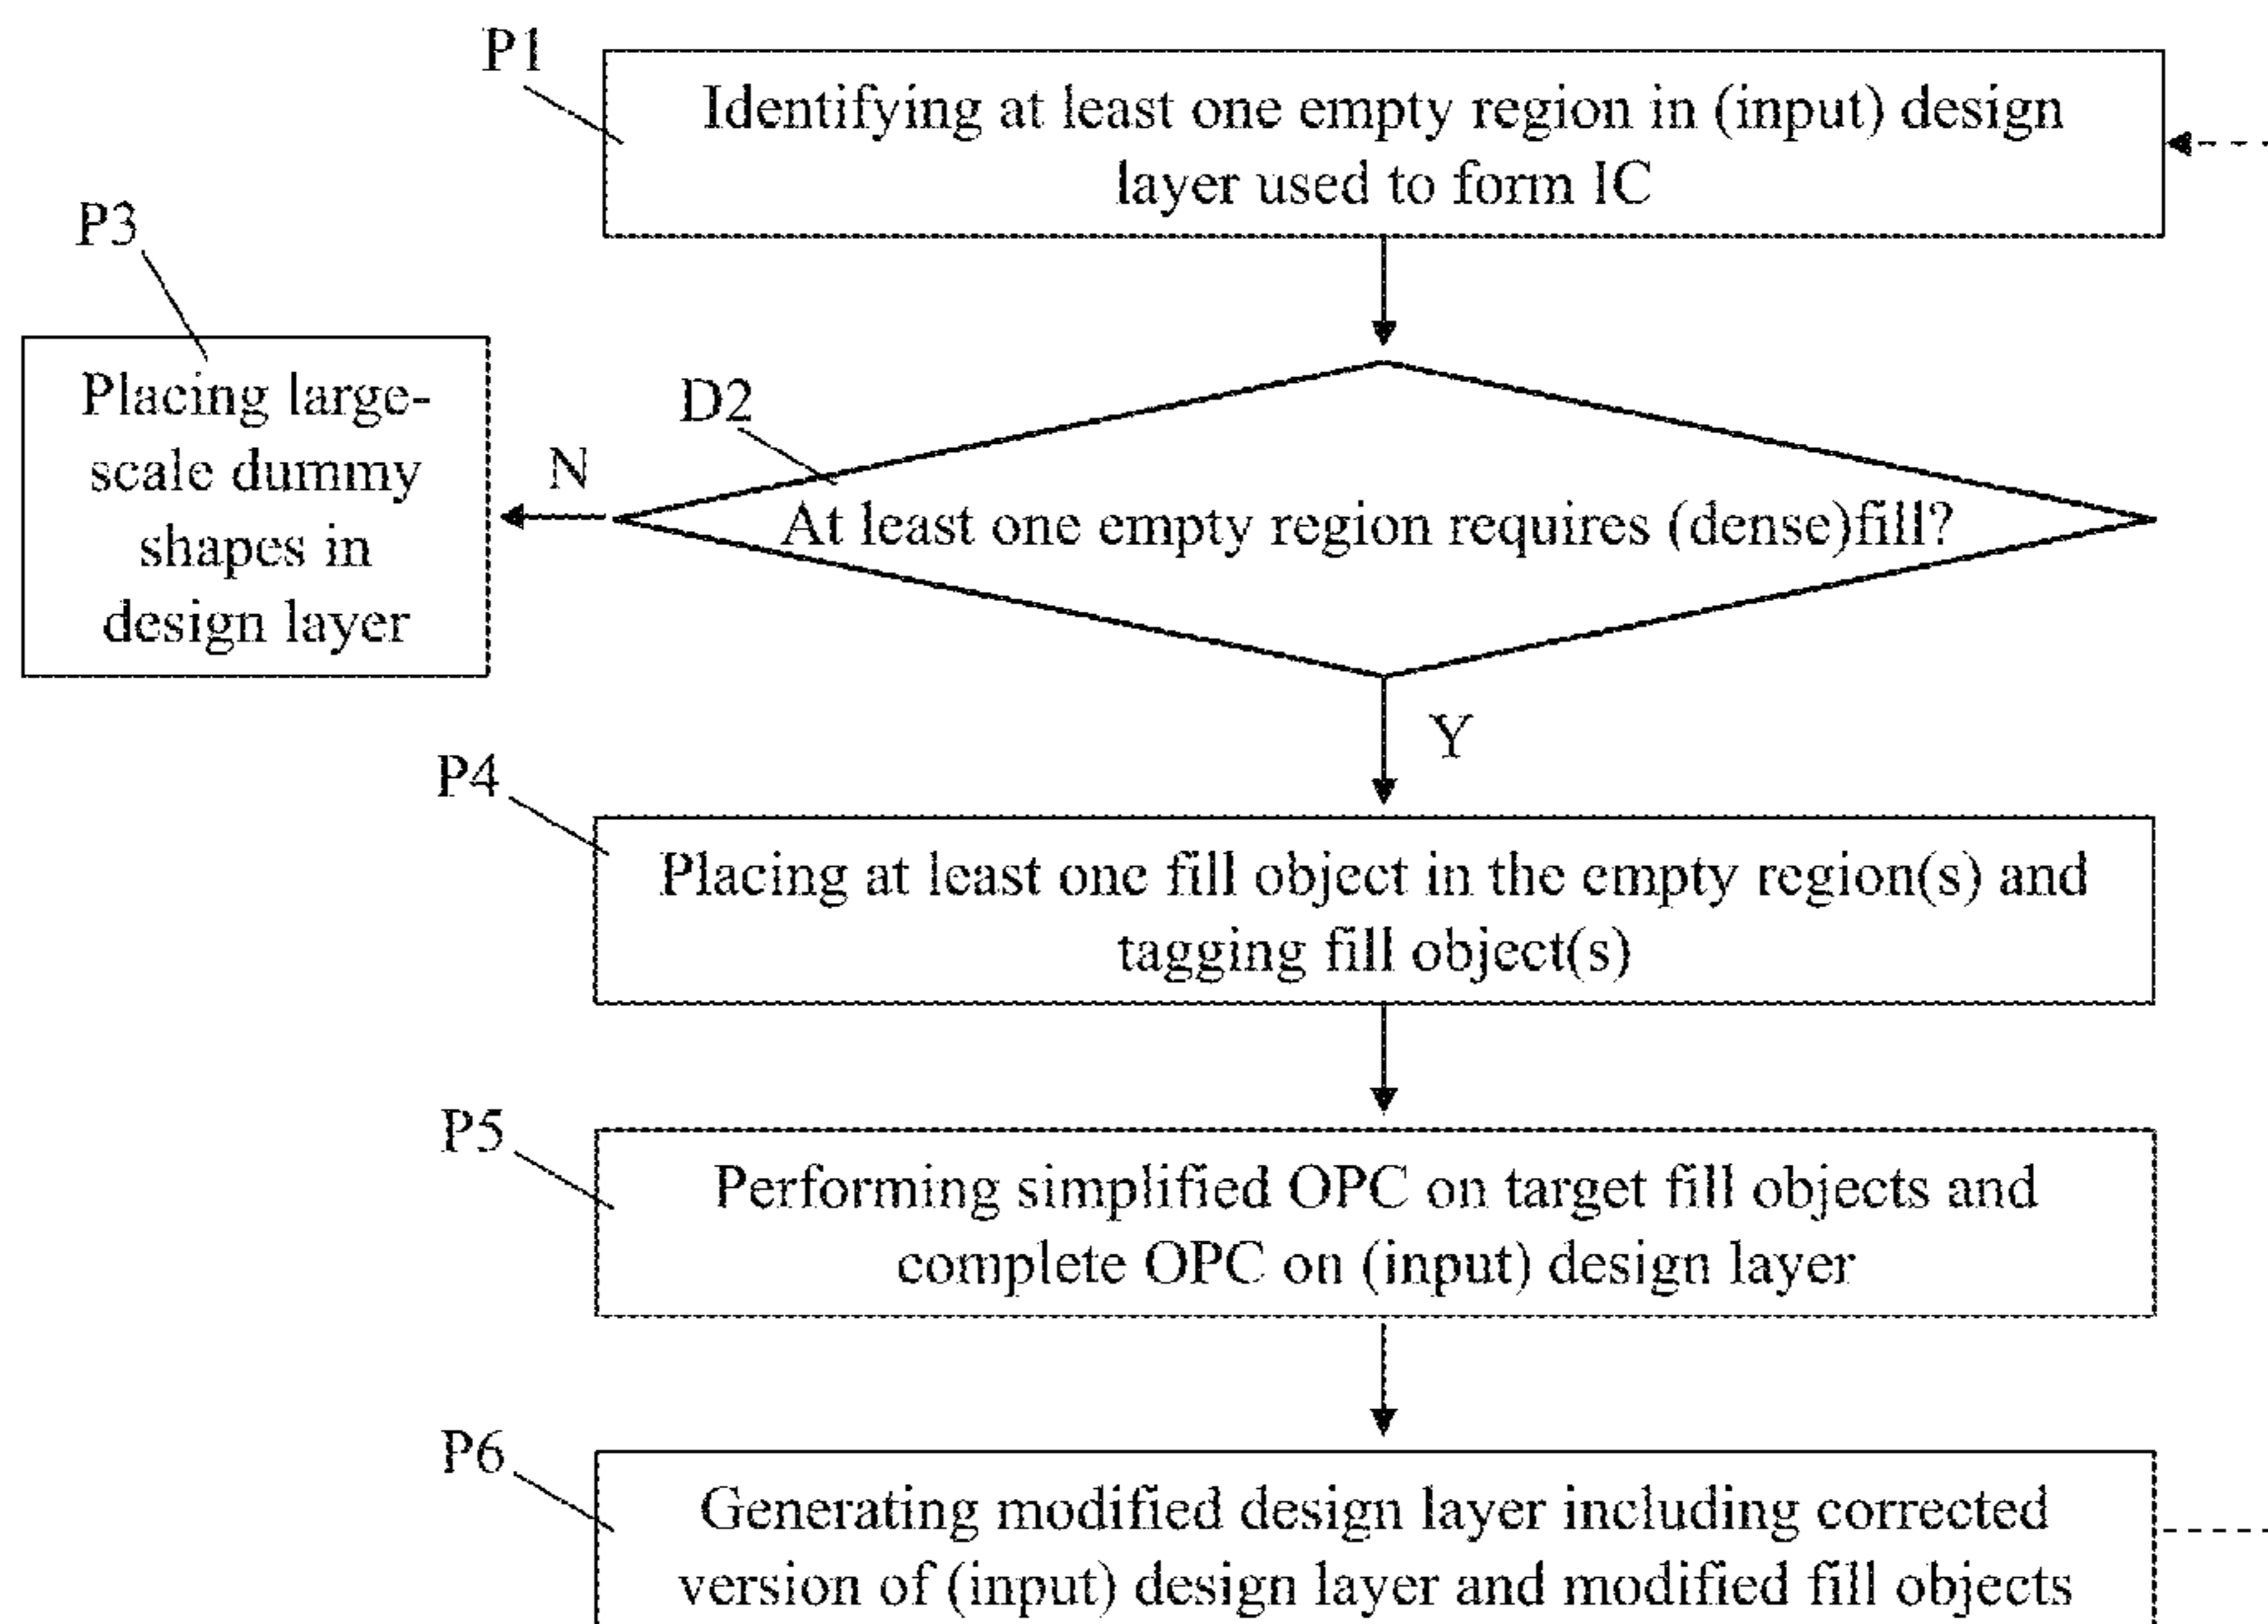 P1
Identifying at least one empty region in (input) design
layer used to form IC
P3
Placing large-
scale dummy
shapes in
design layer
D2
N
At least one empty region requires (dense)fill?
Y
P4
Placing at least one fill object in the empty region(s) and
tagging fill object(s)
P5
Performing simplified OPC on target fill objects and
complete OPC on (input) design layer
P6
Generating modified design layer including corrected
version of (input) design layer and modified fill objects